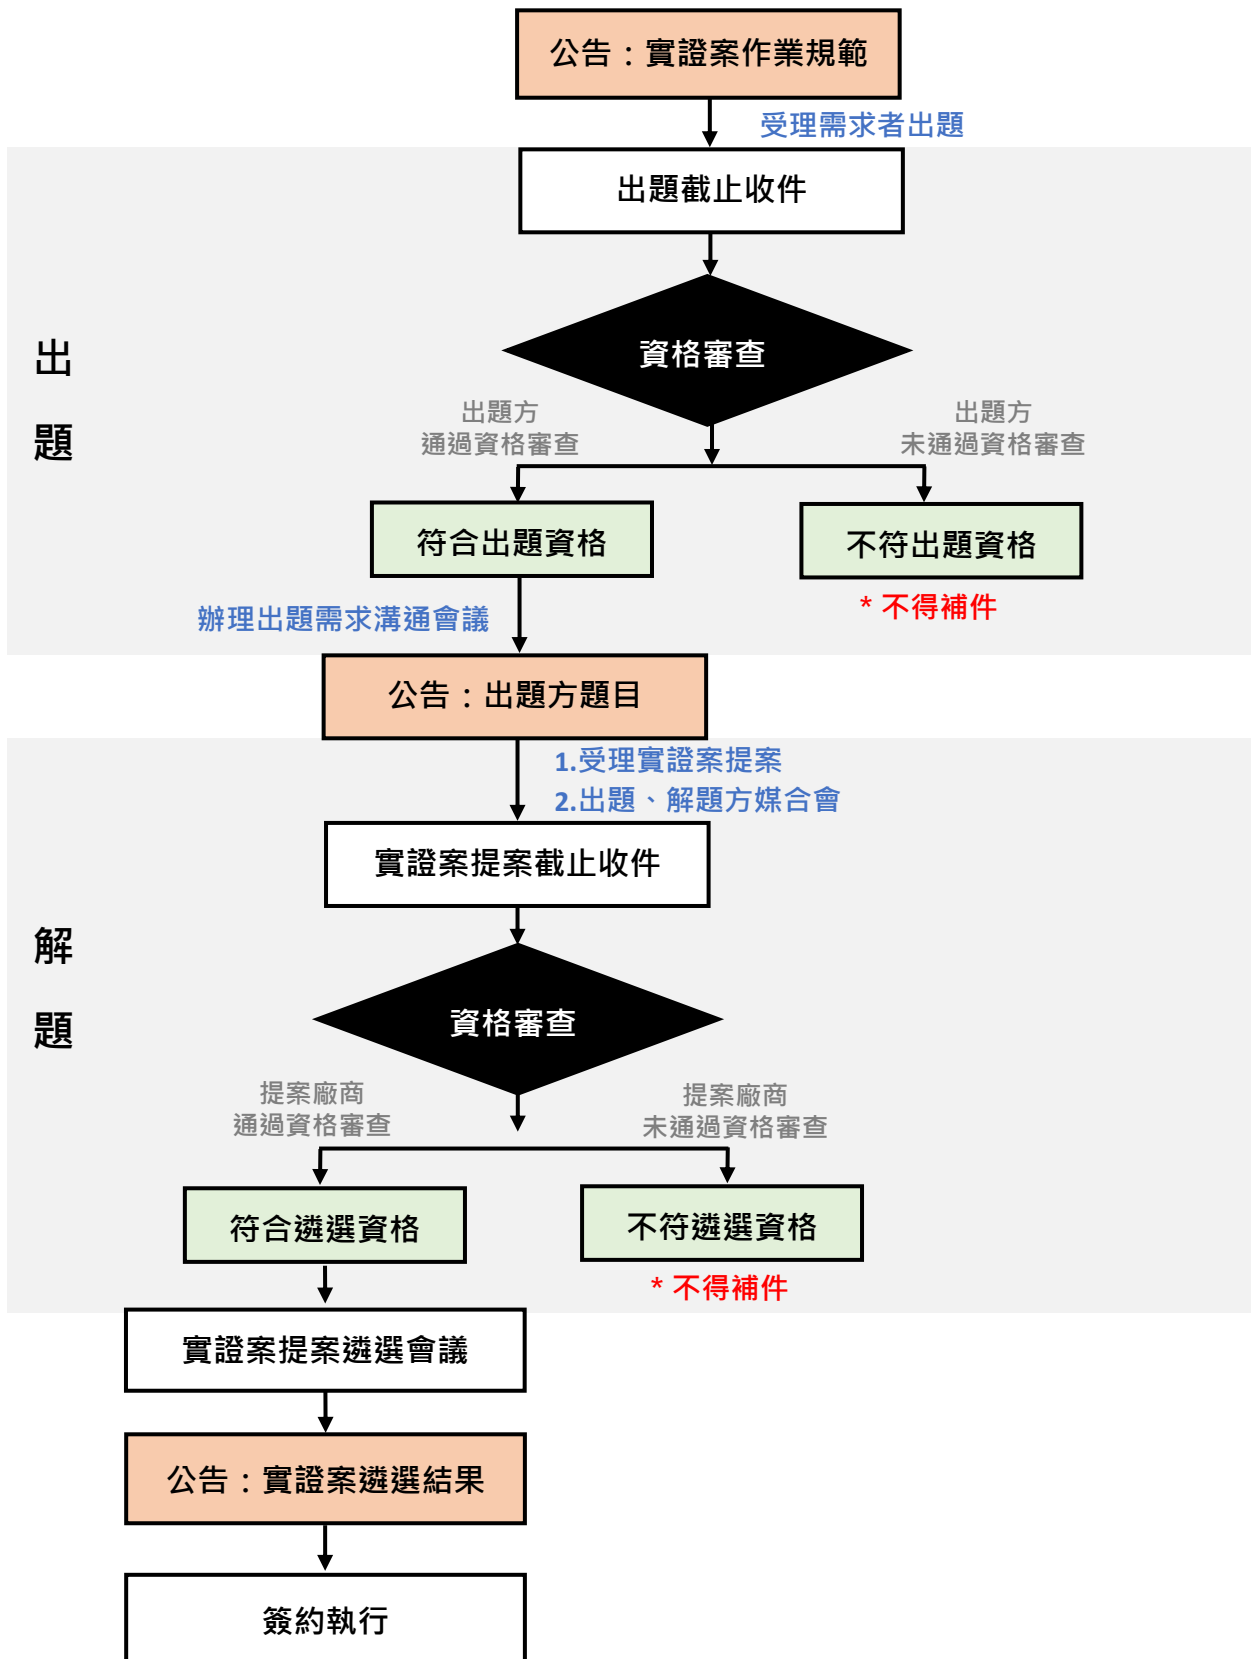 公告：實證案作業規範
受理需求者出題
出題截止收件
資格審查
出
題
出題方
通過資格審查
出題方
未通過資格審查
符合出題資格
不符出題資格
* 不得補件
辦理出題需求溝通會議
公告：出題方題目
1.受理實證案提案
2.出題、解題方媒合會
實證案提案截止收件
解
題
資格審查
提案廠商
通過資格審查
提案廠商
未通過資格審查
符合遴選資格
不符遴選資格
* 不得補件
實證案提案遴選會議
公告：實證案遴選結果
簽約執行